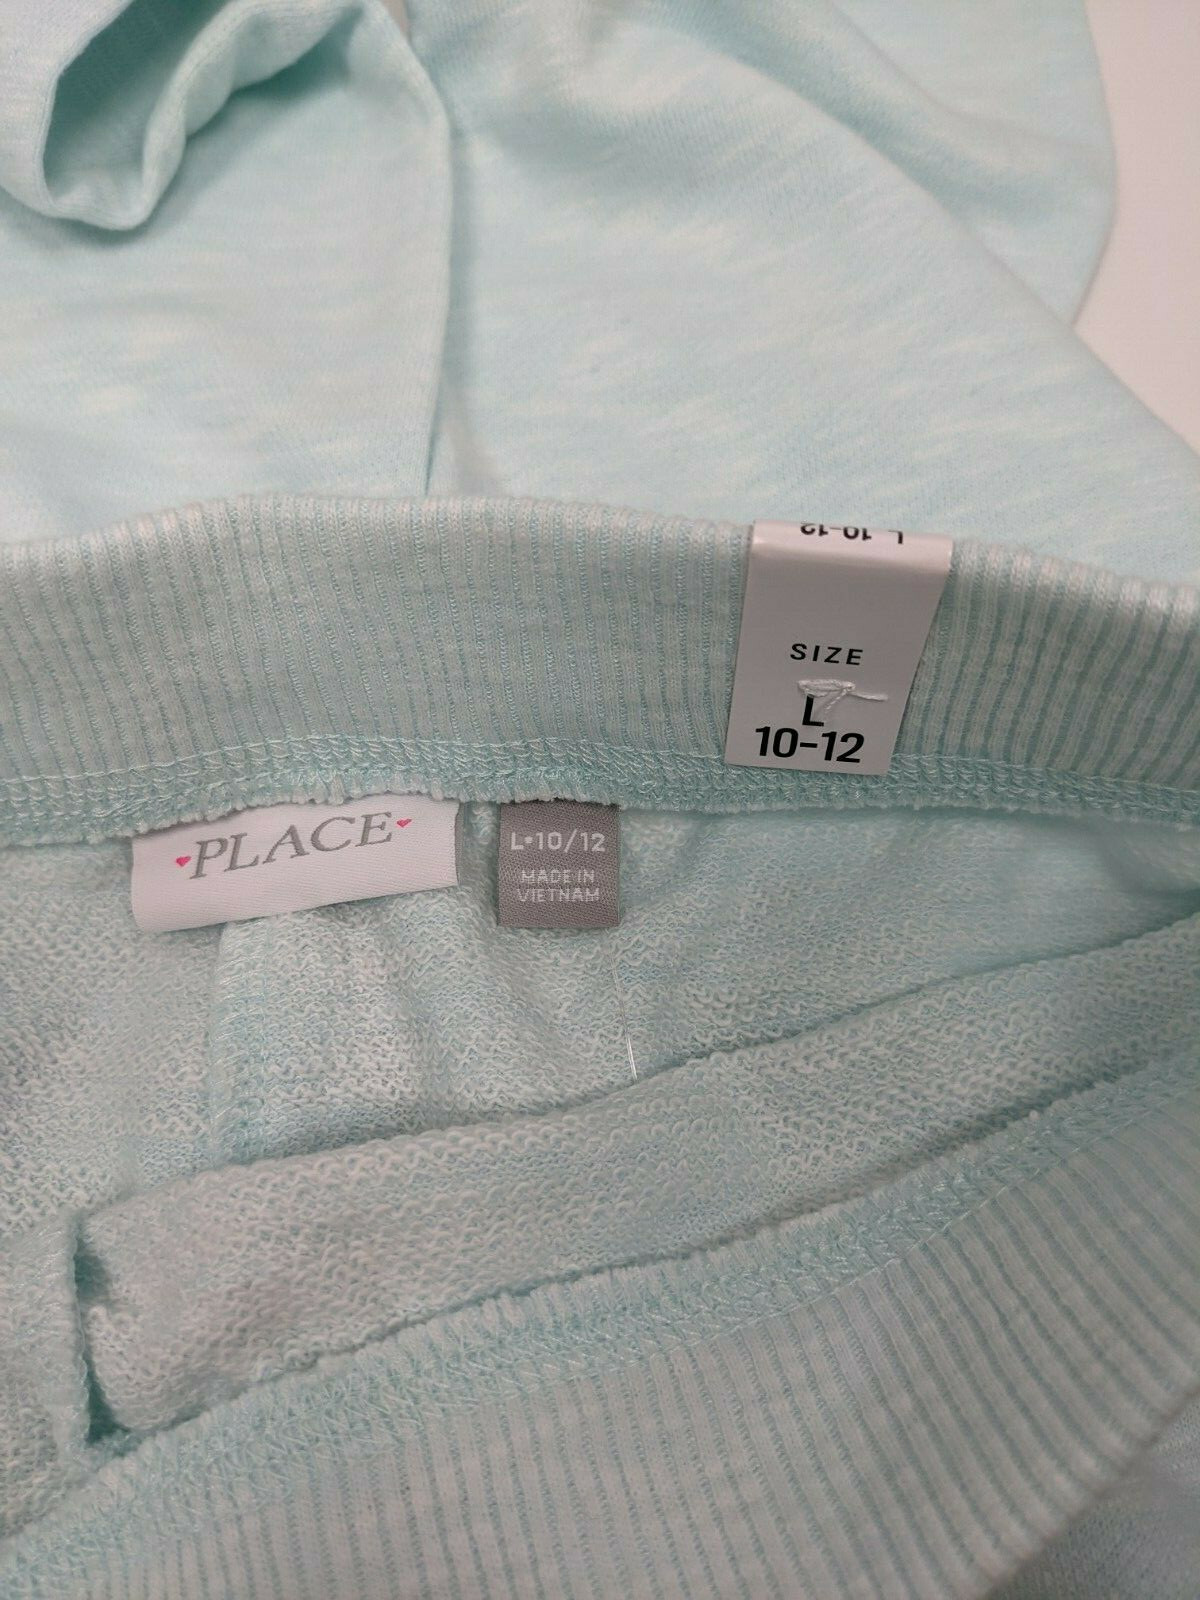 L 10-12
SIZE
L
10-12
PLACE
L•10/12
MADE IN
VIETNAM